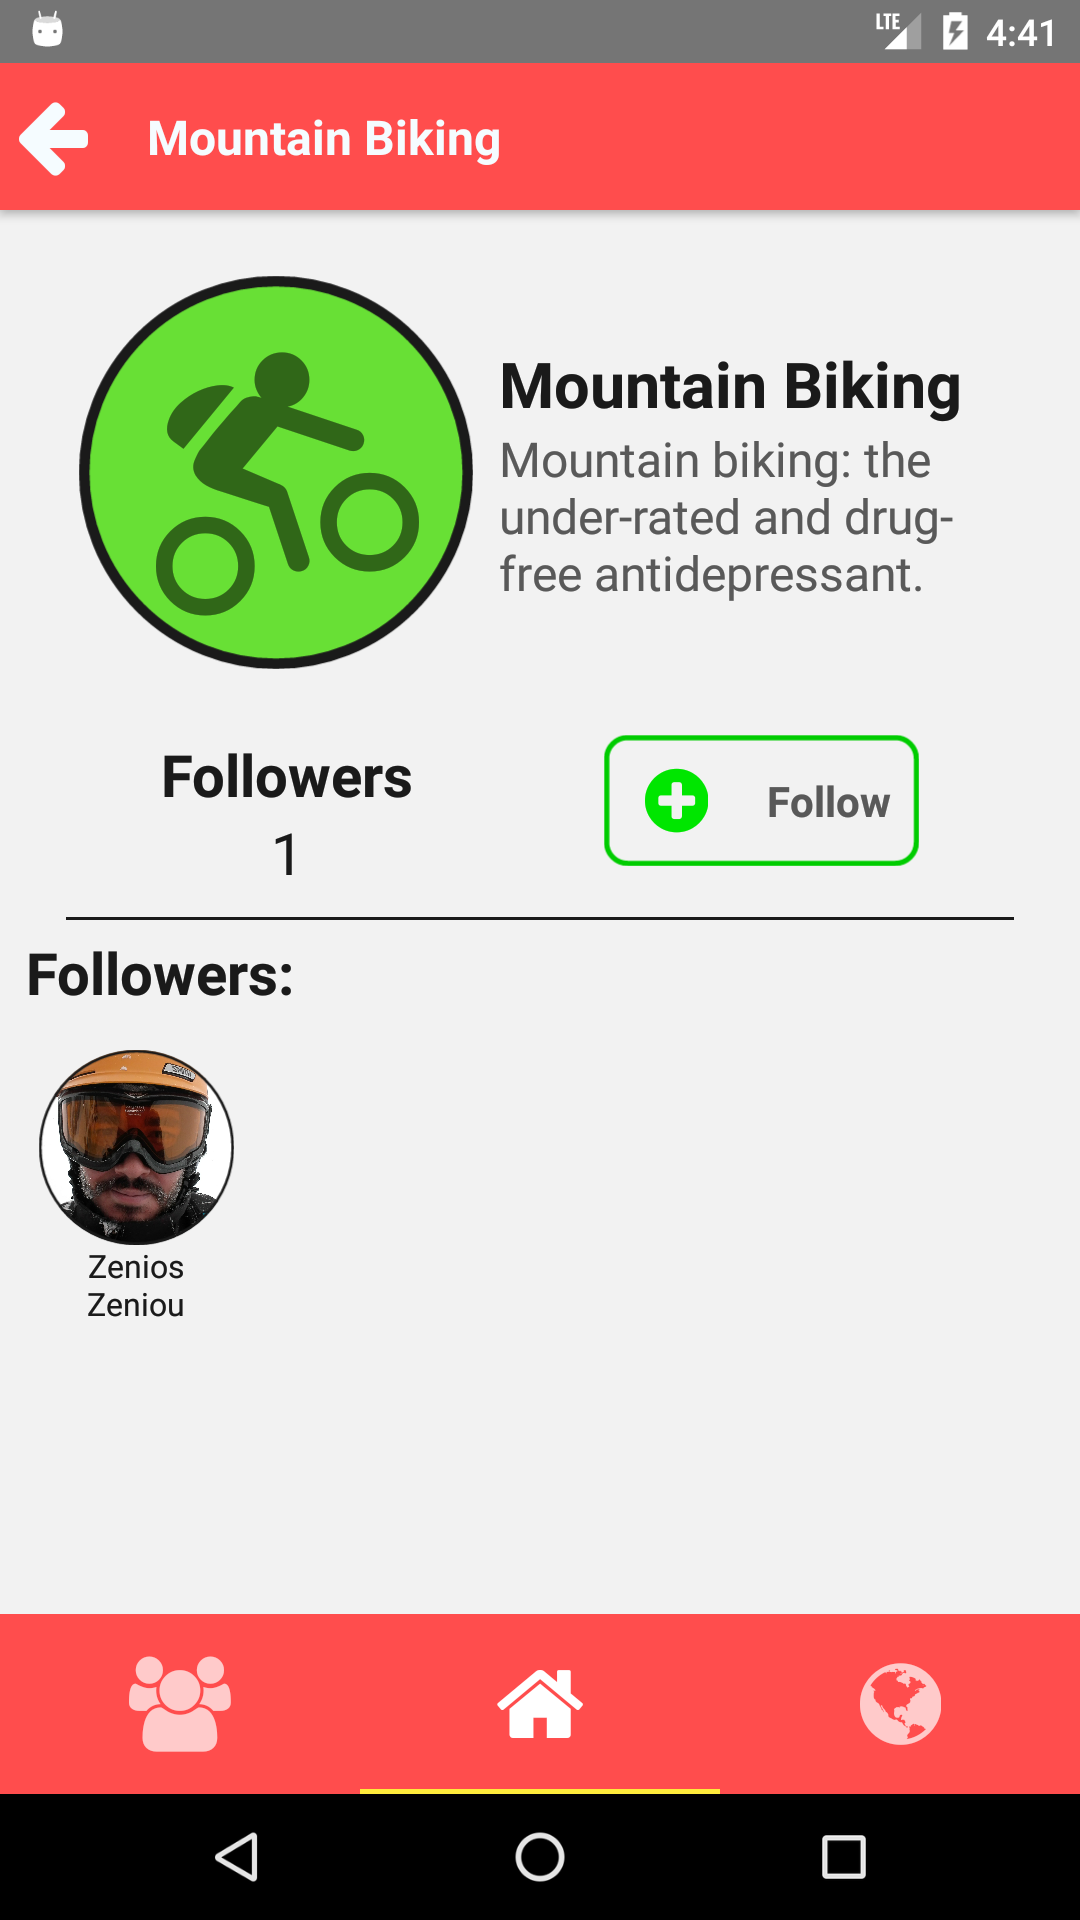 LTE 4:41
Mountain Biking
Mountain Biking
Mountain biking: the
under-rated and drug-
free antidepressant.
Followers
1
Follow
Followers:
Zenios
Zeniou